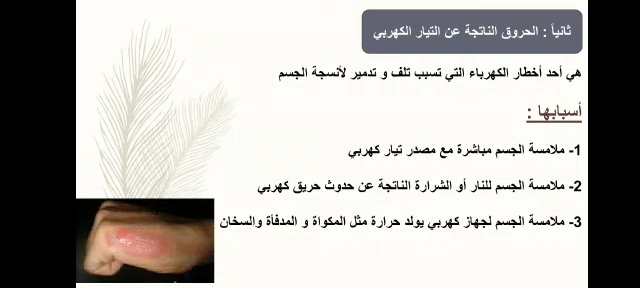 ثانياً : الحروق الناتجة عن التيار الكهربي
هي أحد أخطار الكهرباء التي تسبب تلف و تدمير لأنسجة الجسم
أسبابها :
1- ملامسة الجسم مباشرة مع مصدر تيار كهربي
2- ملامسة الجسم للنار أو الشرارة الناتجة عن حدوث حريق كهربي
3- ملامسة الجسم لجهاز كهربي يولد حرارة مثل المكواة و المدفأة والسخان